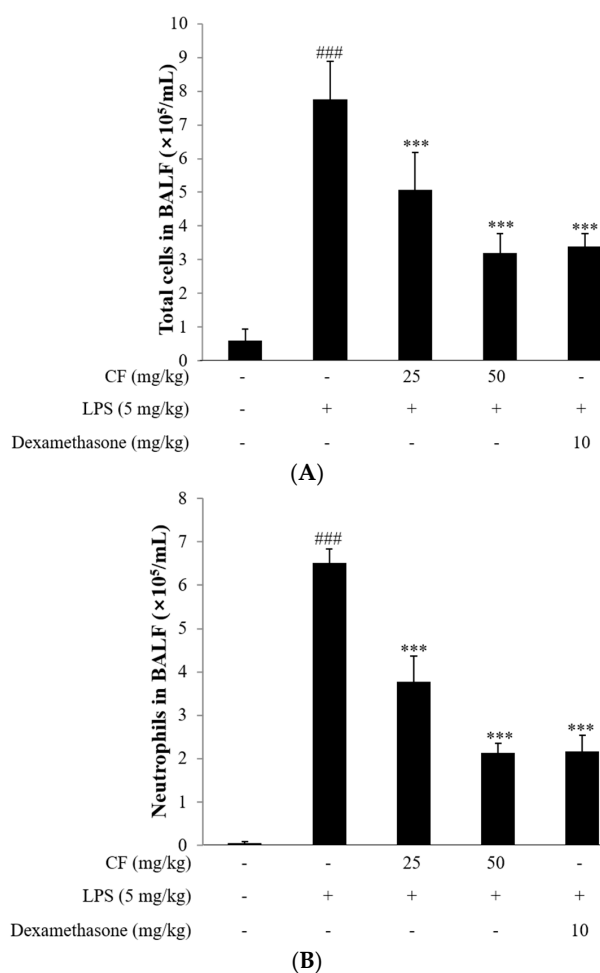 Total cells in BALF (×10⁵/mL)
10
9
8
7
6
5
4
3
2
1
0
###
***
***
***
CF (mg/kg) - - 25 50 -
LPS (5 mg/kg) - + + + +
Dexamethasone (mg/kg) - - - - 10
(A)
Neutrophils in BALF (×10⁵/mL)
8
7
6
5
4
3
2
1
0
###
***
***
***
CF (mg/kg) - - 25 50 -
LPS (5 mg/kg) - + + + +
Dexamethasone (mg/kg) - - - - 10
(B)